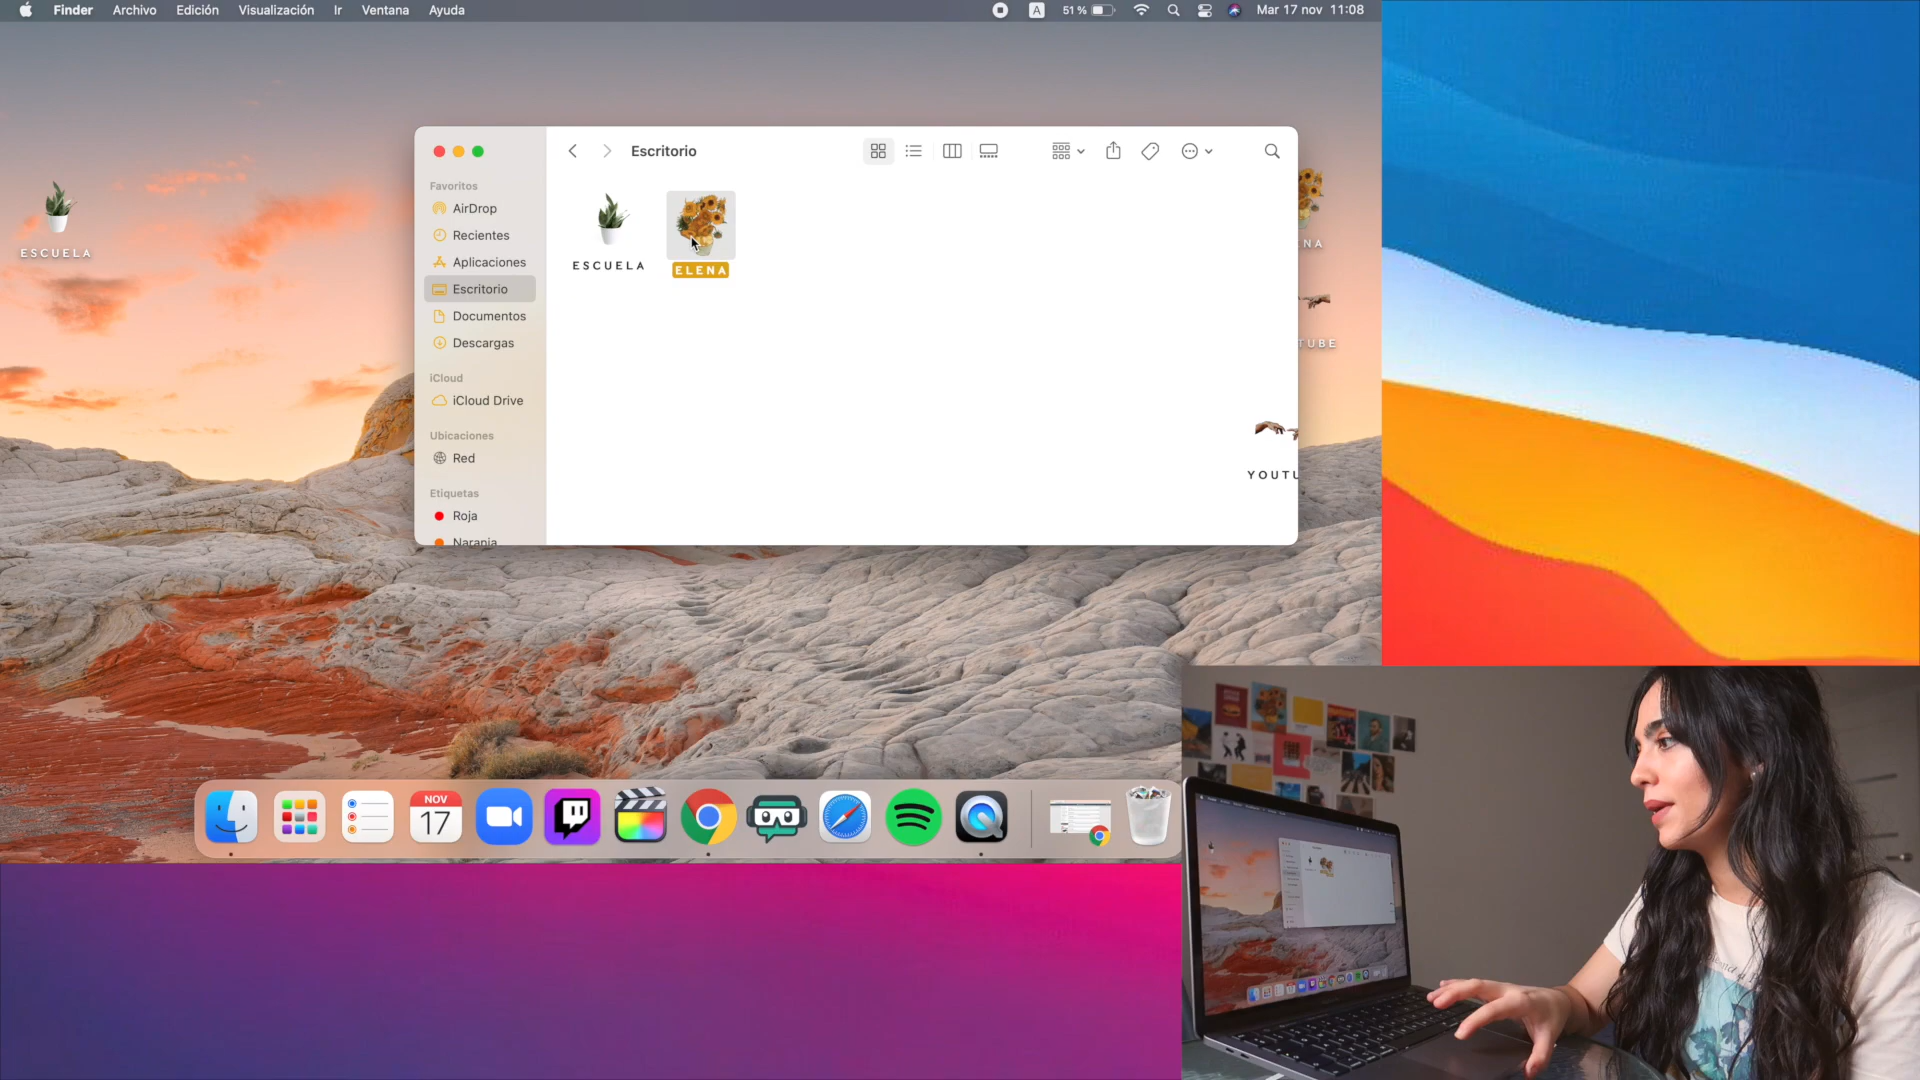 Finder Archivo Edición Visualización Ir Ventana Ayuda
A 51 % Mar 17 nov 11:08
Escritorio
Favoritos
AirDrop
Recientes
Aplicaciones
Escritorio
Documentos
Descargas
iCloud
iCloud Drive
Ubicaciones
Red
Etiquetas
Roja
Naranja
ESCUELA
ESCUELA
ELENA
NA
TUBE
YOUTU
NOV
17